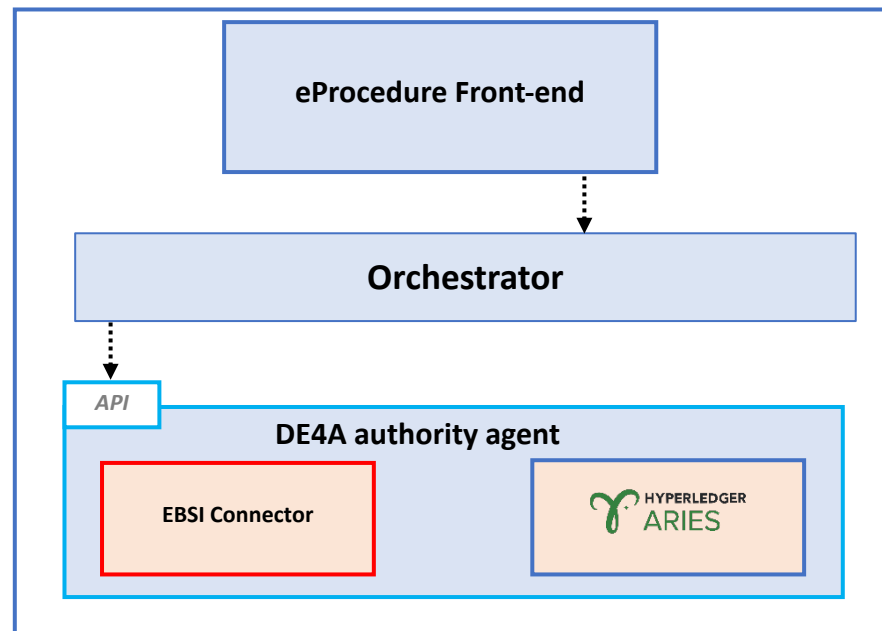 eProcedure Front-end
Orchestrator
API
DE4A authority agent
EBSI Connector
HYPERLEDGER
ARIES